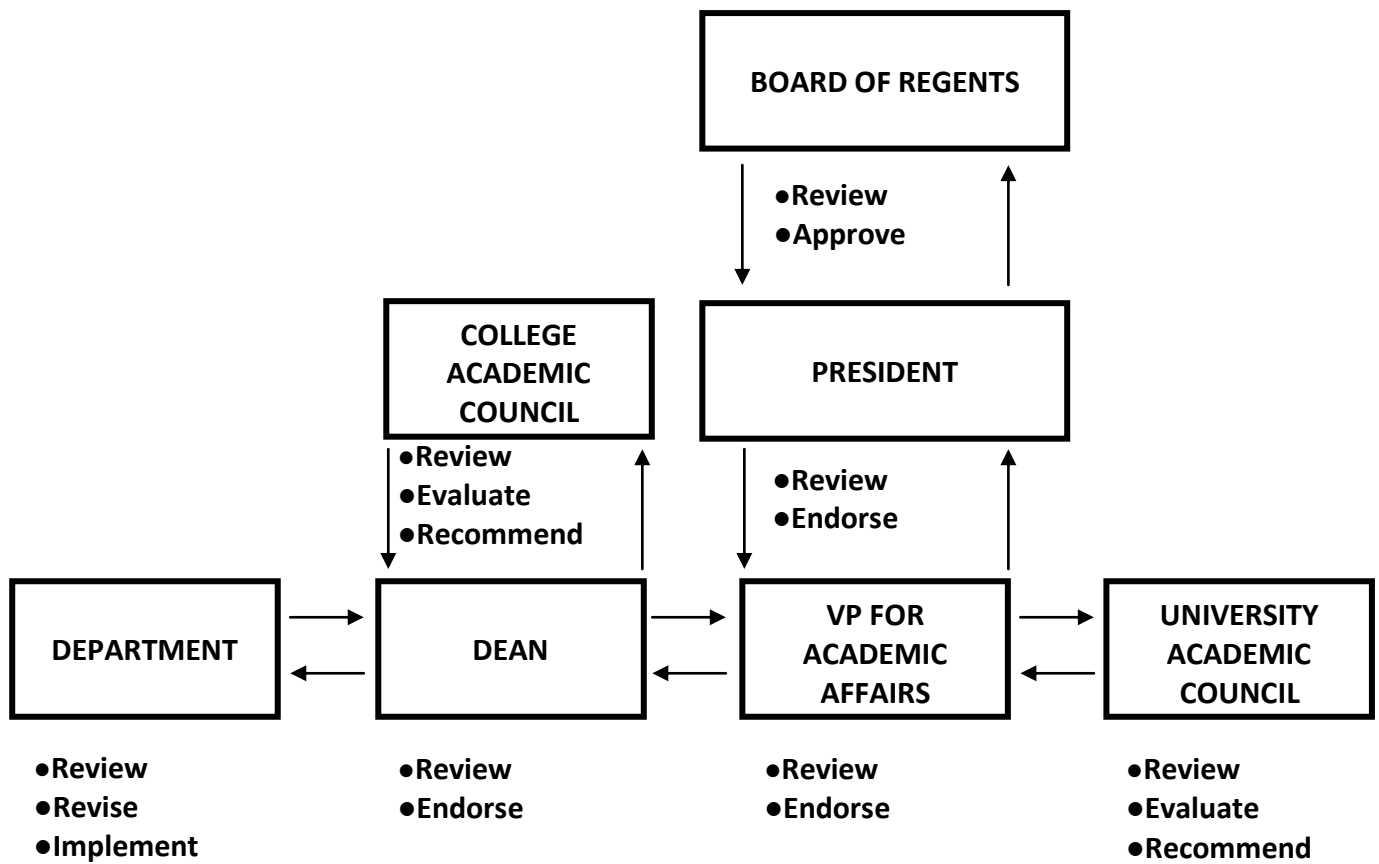 BOARD OF REGENTS
●Review
●Approve
COLLEGE
ACADEMIC
COUNCIL
PRESIDENT
●Review
●Evaluate
●Recommend
●Review
●Endorse
DEPARTMENT
DEAN
VP FOR
ACADEMIC
AFFAIRS
UNIVERSITY
ACADEMIC
COUNCIL
●Review
●Revise
●Implement
●Review
●Endorse
●Review
●Endorse
●Review
●Evaluate
●Recommend